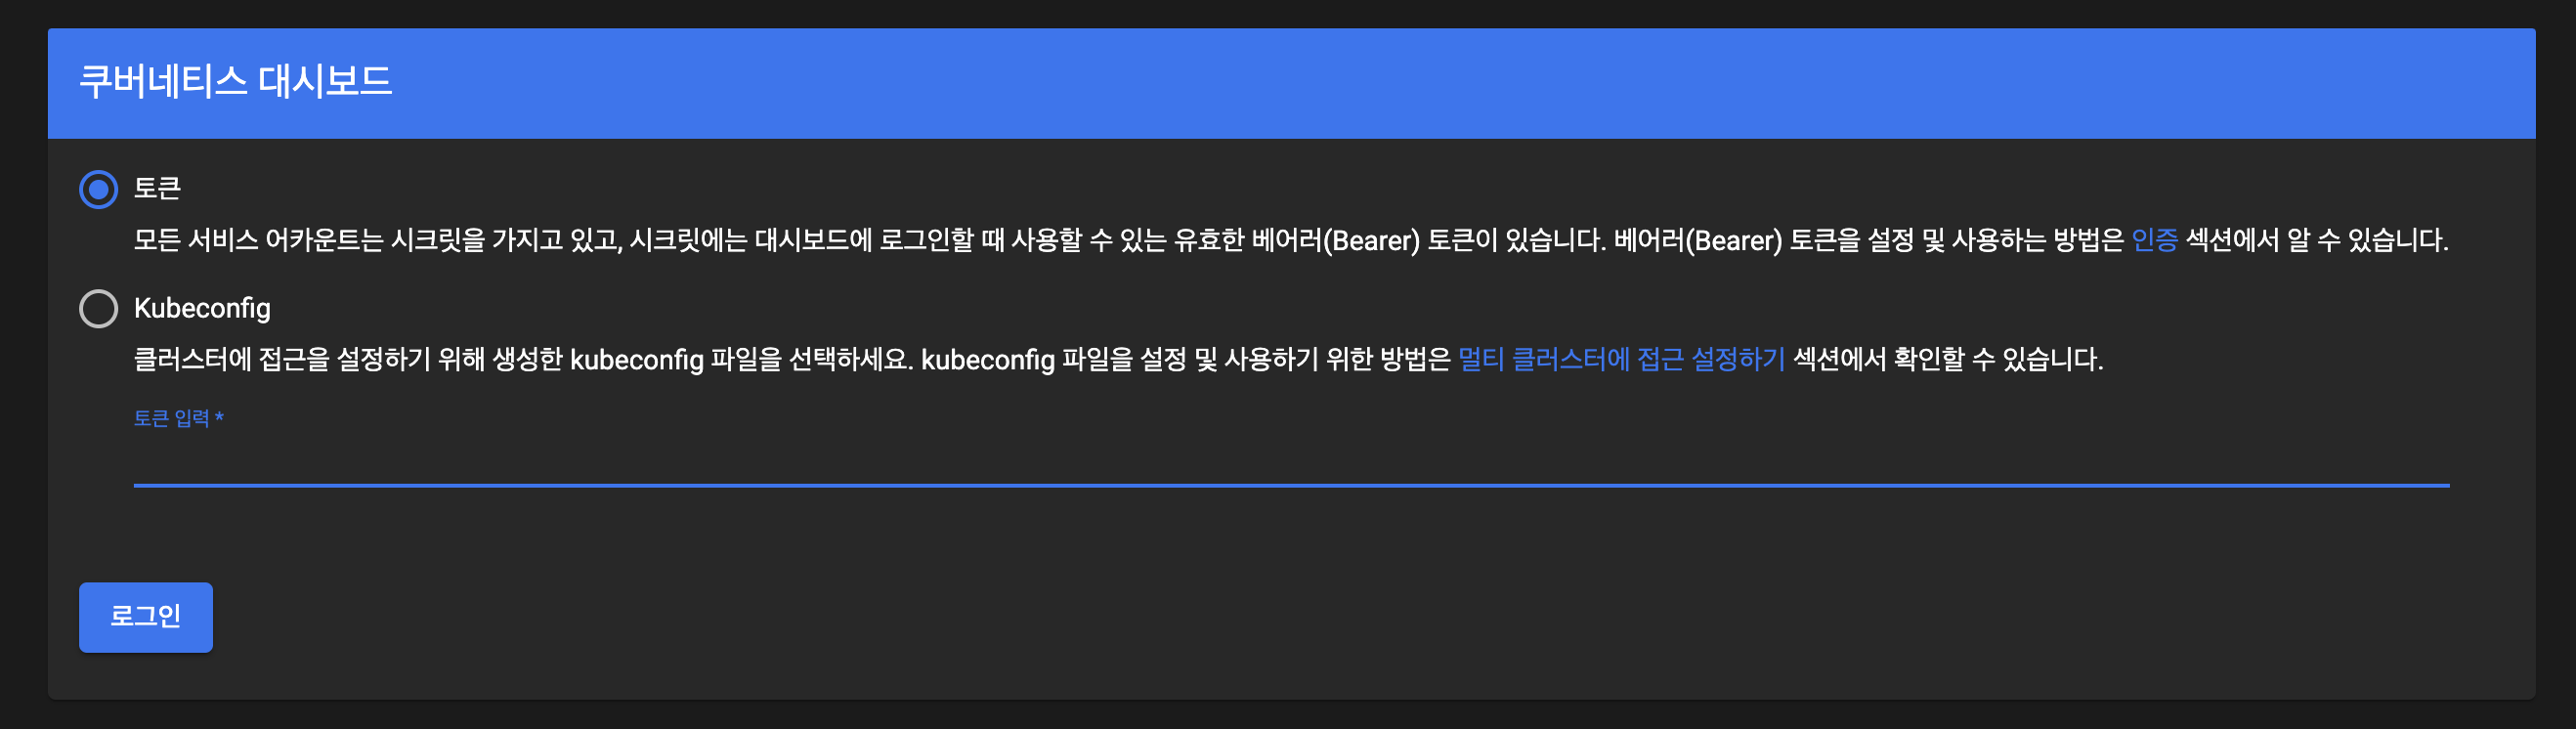 쿠버네티스 대시보드
토큰
모든 서비스 어카운트는 시크릿을 가지고 있고, 시크릿에는 대시보드에 로그인할 때 사용할 수 있는 유효한 베어러(Bearer) 토큰이 있습니다. 베어러(Bearer) 토큰을 설정 및 사용하는 방법은 인증 섹션에서 알 수 있습니다.
Kubeconfig
클러스터에 접근을 설정하기 위해 생성한 kubeconfig 파일을 선택하세요. kubeconfig 파일을 설정 및 사용하기 위한 방법은 멀티 클러스터에 접근 설정하기 섹션에서 확인할 수 있습니다.
토큰 입력 *
로그인